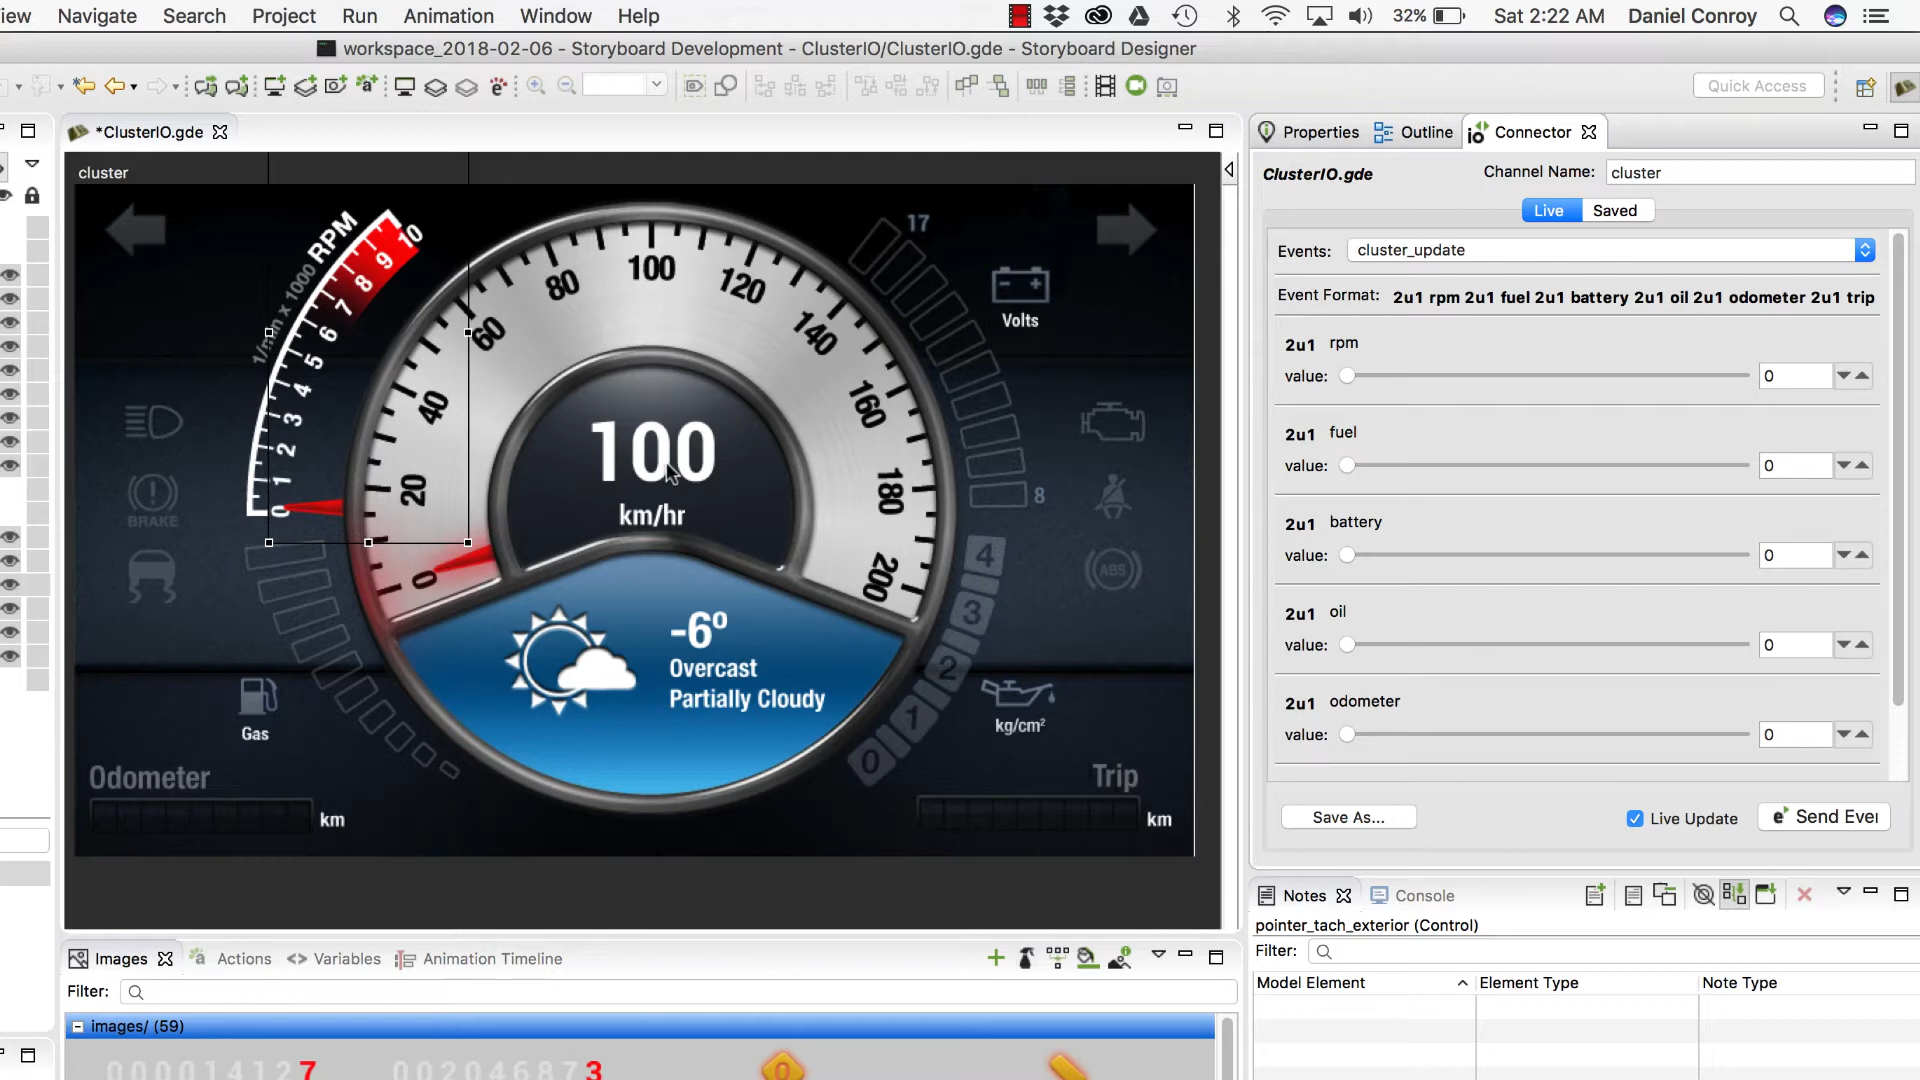 View Navigate Search Project Run Animation Window Help 32% Sat 2:22 AM Daniel Conroy
workspace_2018-02-06 - Storyboard Development - ClusterIO/ClusterIO.gde - Storyboard Designer
Quick Access
*ClusterIO.gde
Properties Outline Connector
cluster
ClusterIO.gde Channel Name: cluster
Live Saved
Events: cluster_update
Event Format: 2u1 rpm 2u1 fuel 2u1 battery 2u1 oil 2u1 odometer 2u1 trip
2u1 rpm
value: 0
2u1 fuel
value: 0
2u1 battery
value: 0
2u1 oil
value: 0
2u1 odometer
value: 0
Save As... Live Update Send Ever
RPM
1/min x 1000
0 1 2 3 4 5 6 7 8 9 10
0 20 40 60 80 100 120 140 160 180 200
100
km/hr
17
Volts
8
BRAKE
ABS
-6º
Overcast
Partially Cloudy
4
3
2
1
0
Gas
kg/cm²
Odometer
km
Trip
km
Images Actions Variables Animation Timeline
Filter:
images/ (59)
0000014127 002046873 0
Notes Console
pointer_tach_exterior (Control)
Filter:
Model Element Element Type Note Type